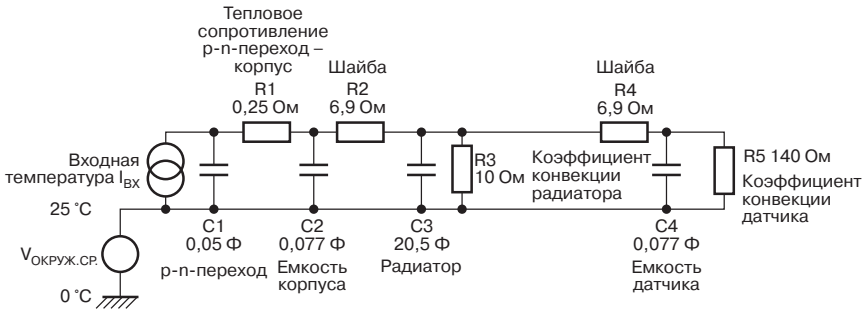 Тепловое
сопротивление
p-n-переход –
корпус
R1
0,25 Ом
Шайба
R2
6,9 Ом
Шайба
R4
6,9 Ом
Входная
температура IВХ
R3
10 Ом
Коэффициент
конвекции
радиатора
R5 140 Ом
Коэффициент
конвекции
датчика
25 °C
C1
0,05 Ф
p-n-переход
C2
0,077 Ф
Емкость
корпуса
C3
20,5 Ф
Радиатор
C4
0,077 Ф
Емкость
датчика
VОКРУЖ.СР.
0 °C